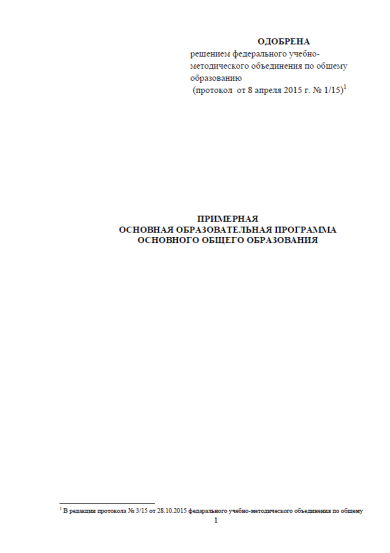 ОДОБРЕНА
решением федерального учебно-
методического объединения по общему
образованию
(протокол от 8 апреля 2015 г. № 1/15)1
ПРИМЕРНАЯ
ОСНОВНАЯ ОБРАЗОВАТЕЛЬНАЯ ПРОГРАММА
ОСНОВНОГО ОБЩЕГО ОБРАЗОВАНИЯ
1 В редакции протокола № 3/15 от 28.10.2015 федерального учебно-методического объединения по общему
1